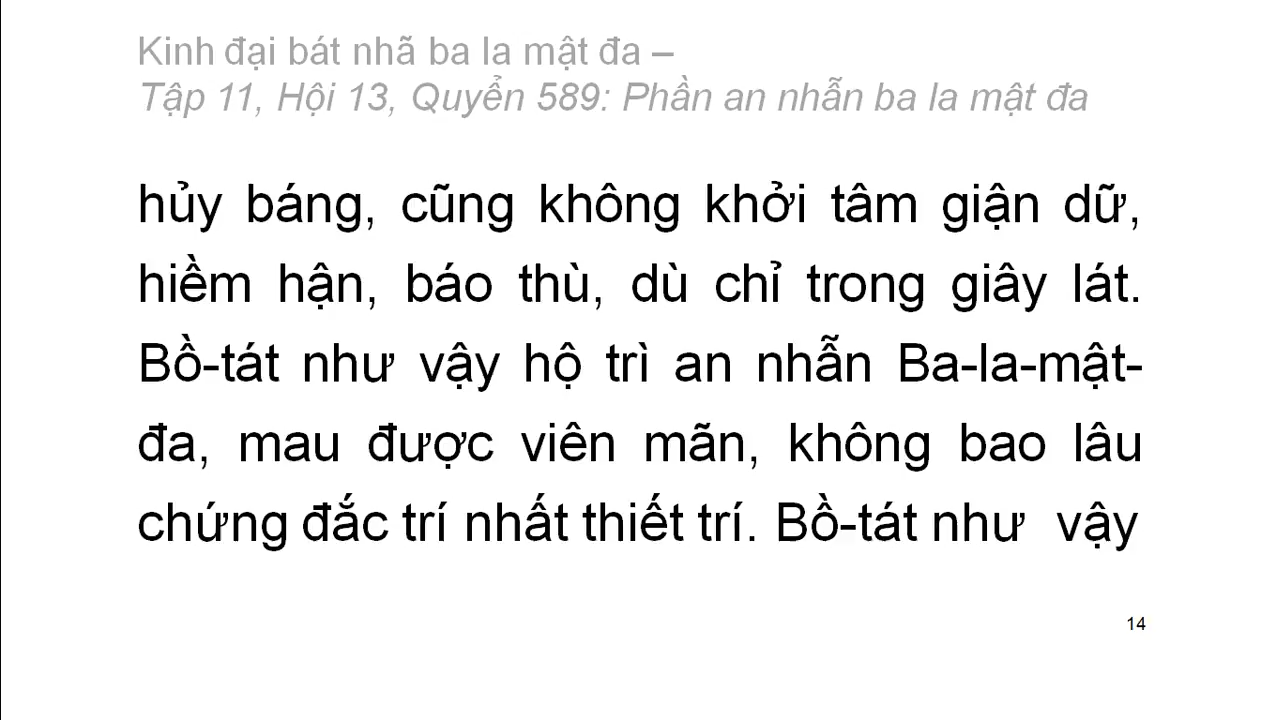 Kinh đại bát nhã ba la mật đa –
Tập 11, Hội 13, Quyển 589: Phần an nhẫn ba la mật đa
hủy báng, cũng không khởi tâm giận dữ,
hiềm hận, báo thù, dù chỉ trong giây lát.
Bồ-tát như vậy hộ trì an nhẫn Ba-la-mật-
đa, mau được viên mãn, không bao lâu
chứng đắc trí nhất thiết trí. Bồ-tát như vậy
14